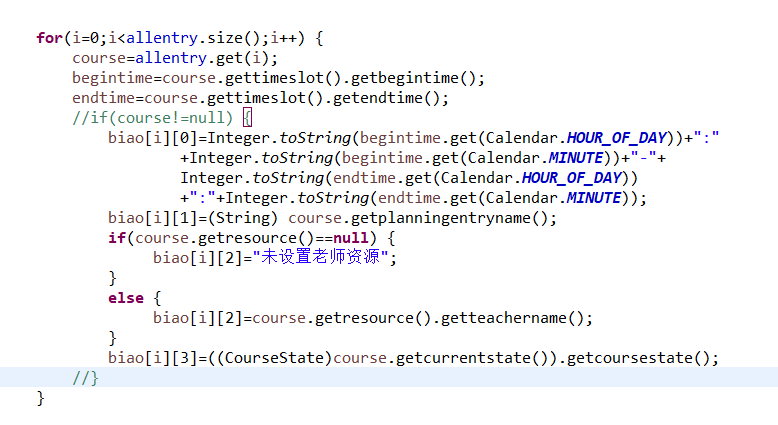 for(i=0;i<allentry.size();i++) {
course=allentry.get(i);
begintime=course.gettimeslot().getbegintime();
endtime=course.gettimeslot().getendtime();
//if(course!=null) {
biao[i][0]=Integer.toString(begintime.get(Calendar.HOUR_OF_DAY))+":"
+Integer.toString(begintime.get(Calendar.MINUTE))+"-"+
Integer.toString(endtime.get(Calendar.HOUR_OF_DAY))
+":"+Integer.toString(endtime.get(Calendar.MINUTE));
biao[i][1]=(String) course.getplanningentryname();
if(course.getresource()==null) {
biao[i][2]="未设置老师资源";
}
else {
biao[i][2]=course.getresource().getteachername();
}
biao[i][3]=((CourseState)course.getcurrentstate()).getcoursestate();
//}
}